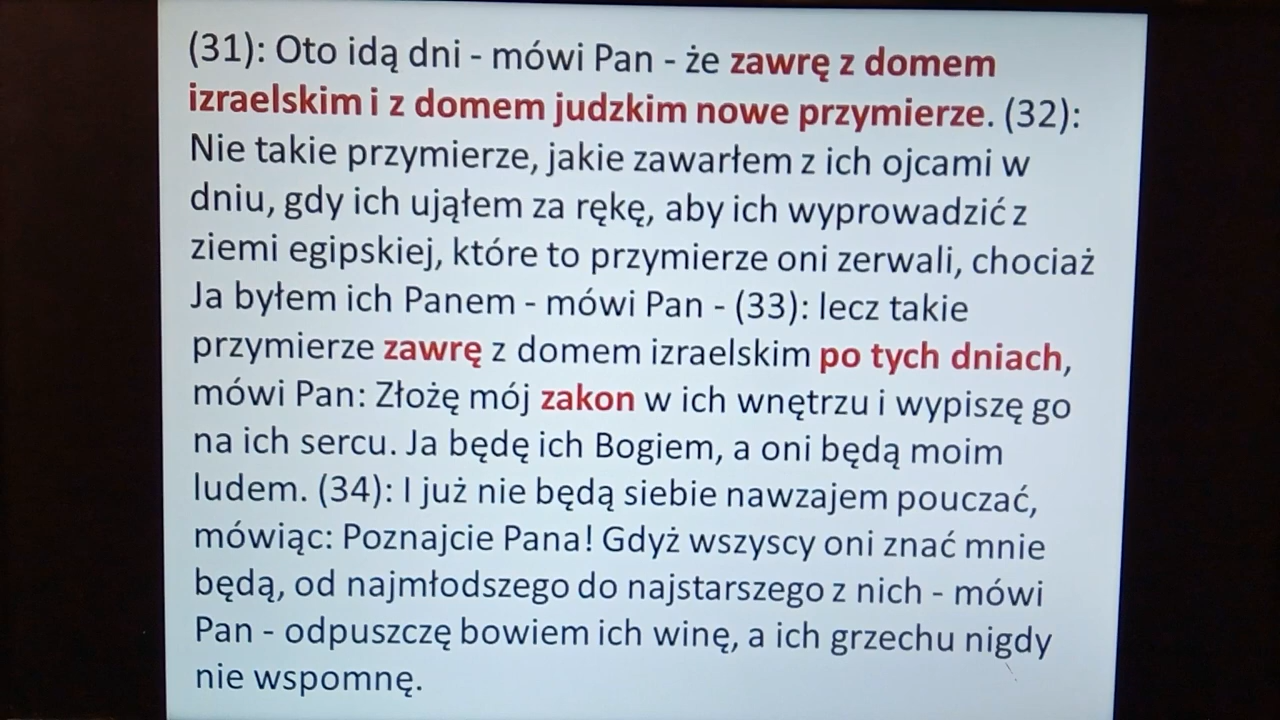 (31): Oto idą dni - mówi Pan - że zawrę z domem
izraelskim i z domem judzkim nowe przymierze. (32):
Nie takie przymierze, jakie zawarłem z ich ojcami w
dniu, gdy ich ująłem za rękę, aby ich wyprowadzić z
ziemi egipskiej, które to przymierze oni zerwali, chociaż
Ja byłem ich Panem - mówi Pan - (33): lecz takie
przymierze zawrę z domem izraelskim po tych dniach,
mówi Pan: Złożę mój zakon w ich wnętrzu i wypiszę go
na ich sercu. Ja będę ich Bogiem, a oni będą moim
ludem. (34): I już nie będą siebie nawzajem pouczać,
mówiąc: Poznajcie Pana! Gdyż wszyscy oni znać mnie
będą, od najmłodszego do najstarszego z nich - mówi
Pan - odpuszczę bowiem ich winę, a ich grzechu nigdy
nie wspomnę.